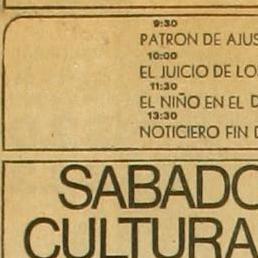 9:30
PATRON DE AJUS
10:00
EL JUICIO DE LO
11:30
EL NIÑO EN EL D
13:30
NOTICIERO FIN D
SABADO
CULTURA